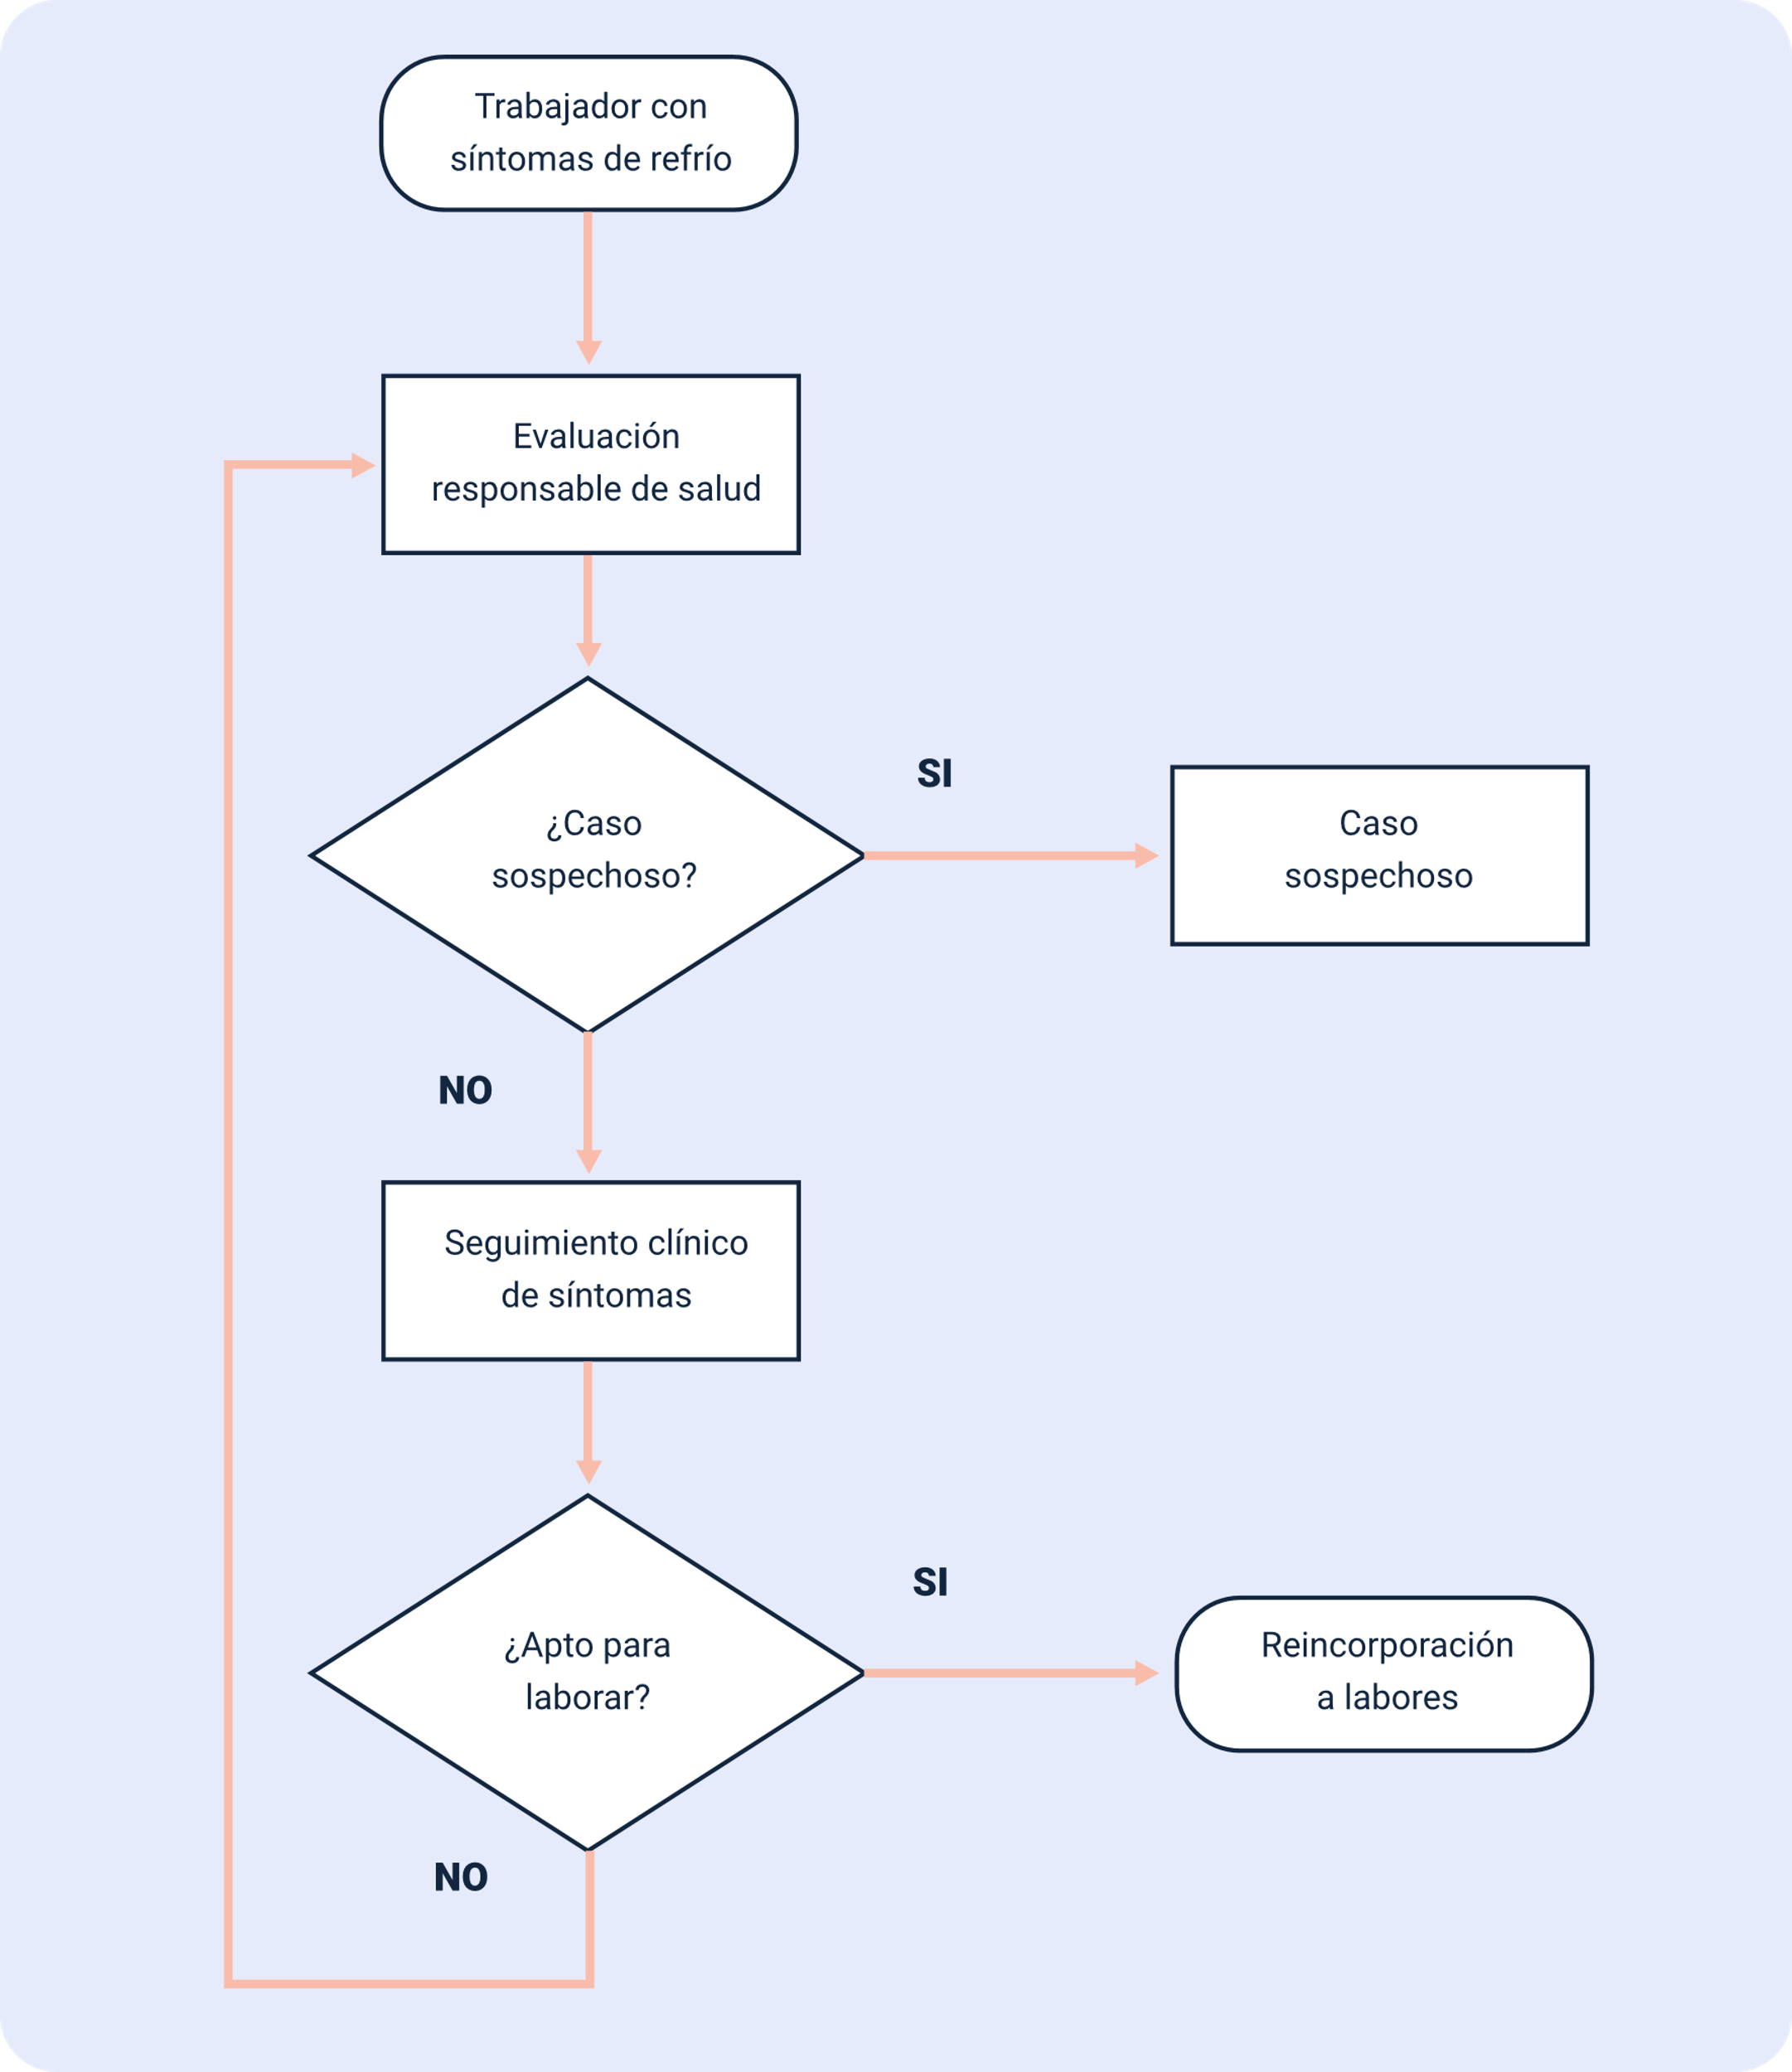 Trabajador con
síntomas de refrío
Evaluación
responsable de salud
¿Caso
sospechoso?
SI
Caso
sospechoso
NO
Seguimiento clínico
de síntomas
¿Apto para
laborar?
SI
Reincorporación
a labores
NO